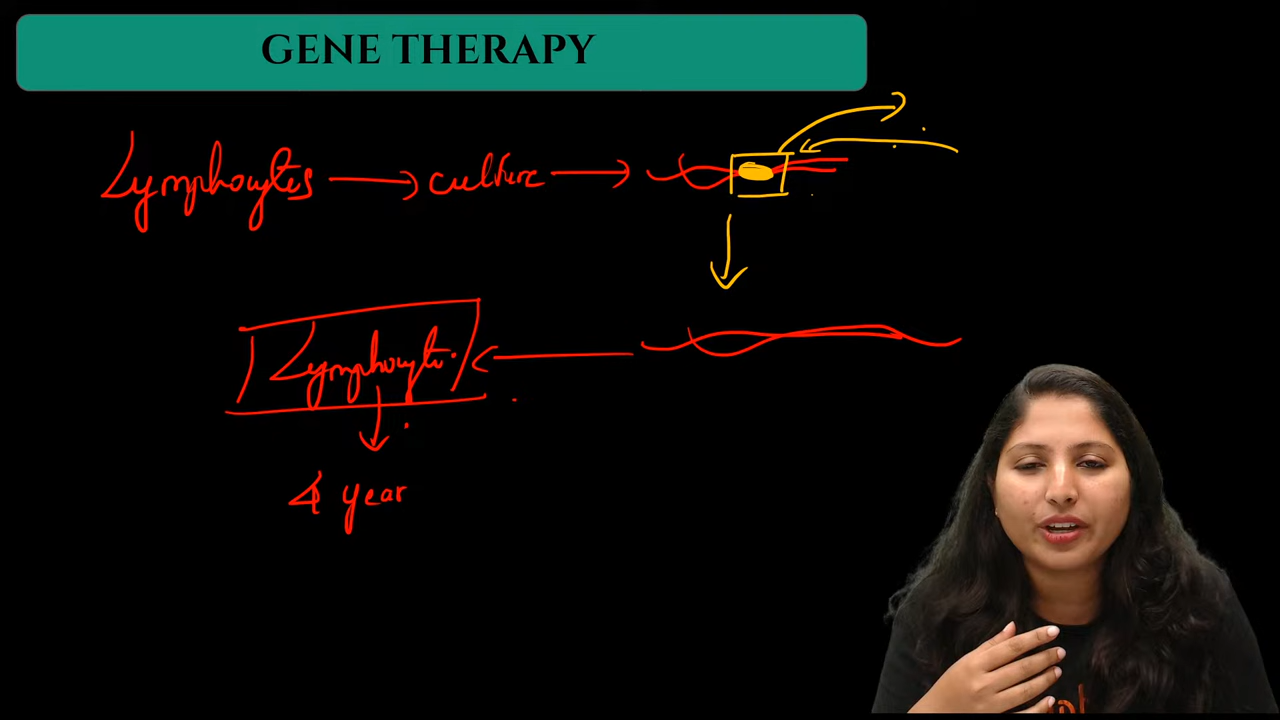 GENE THERAPY
Lymphocytes → culture →
Lymphocyte
4 year